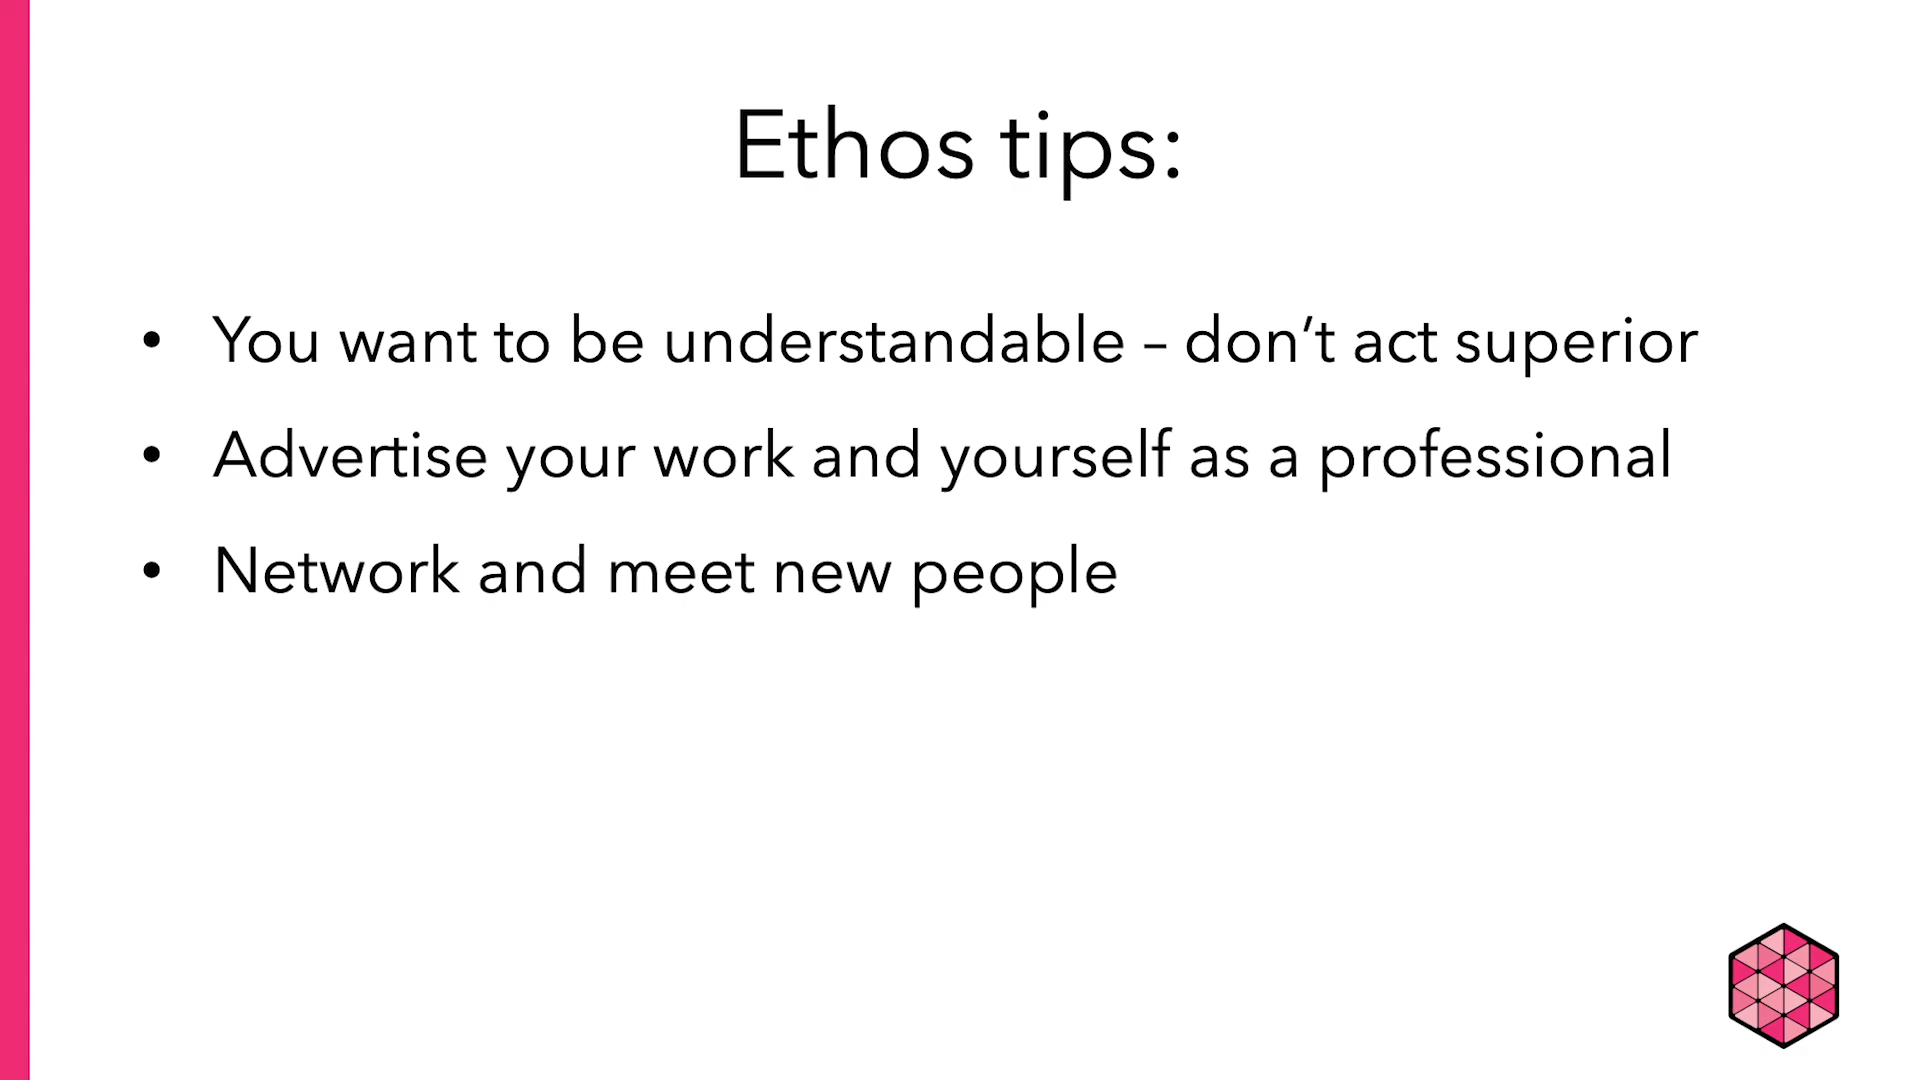 Ethos tips:
• You want to be understandable – don’t act superior
• Advertise your work and yourself as a professional
• Network and meet new people